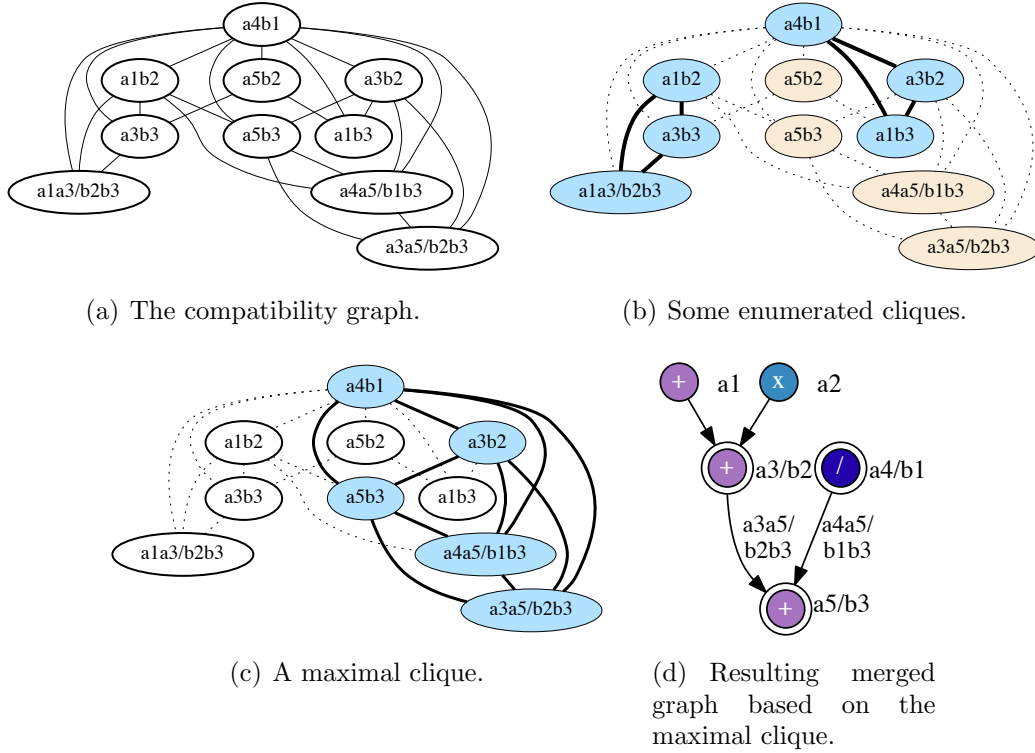 a4b1
a1b2 a5b2 a3b2
a3b3 a5b3 a1b3
a1a3/b2b3 a4a5/b1b3
a3a5/b2b3
(a) The compatibility graph.
a4b1
a1b2 a5b2 a3b2
a3b3 a5b3 a1b3
a1a3/b2b3 a4a5/b1b3
a3a5/b2b3
(b) Some enumerated cliques.
a4b1
a1b2 a5b2 a3b2
a3b3 a5b3 a1b3
a1a3/b2b3 a4a5/b1b3
a3a5/b2b3
(c) A maximal clique.
+ a1 x a2
+ a3/b2 / a4/b1
a3a5/ a4a5/
b2b3 b1b3
+ a5/b3
(d) Resulting merged
graph based on the
maximal clique.